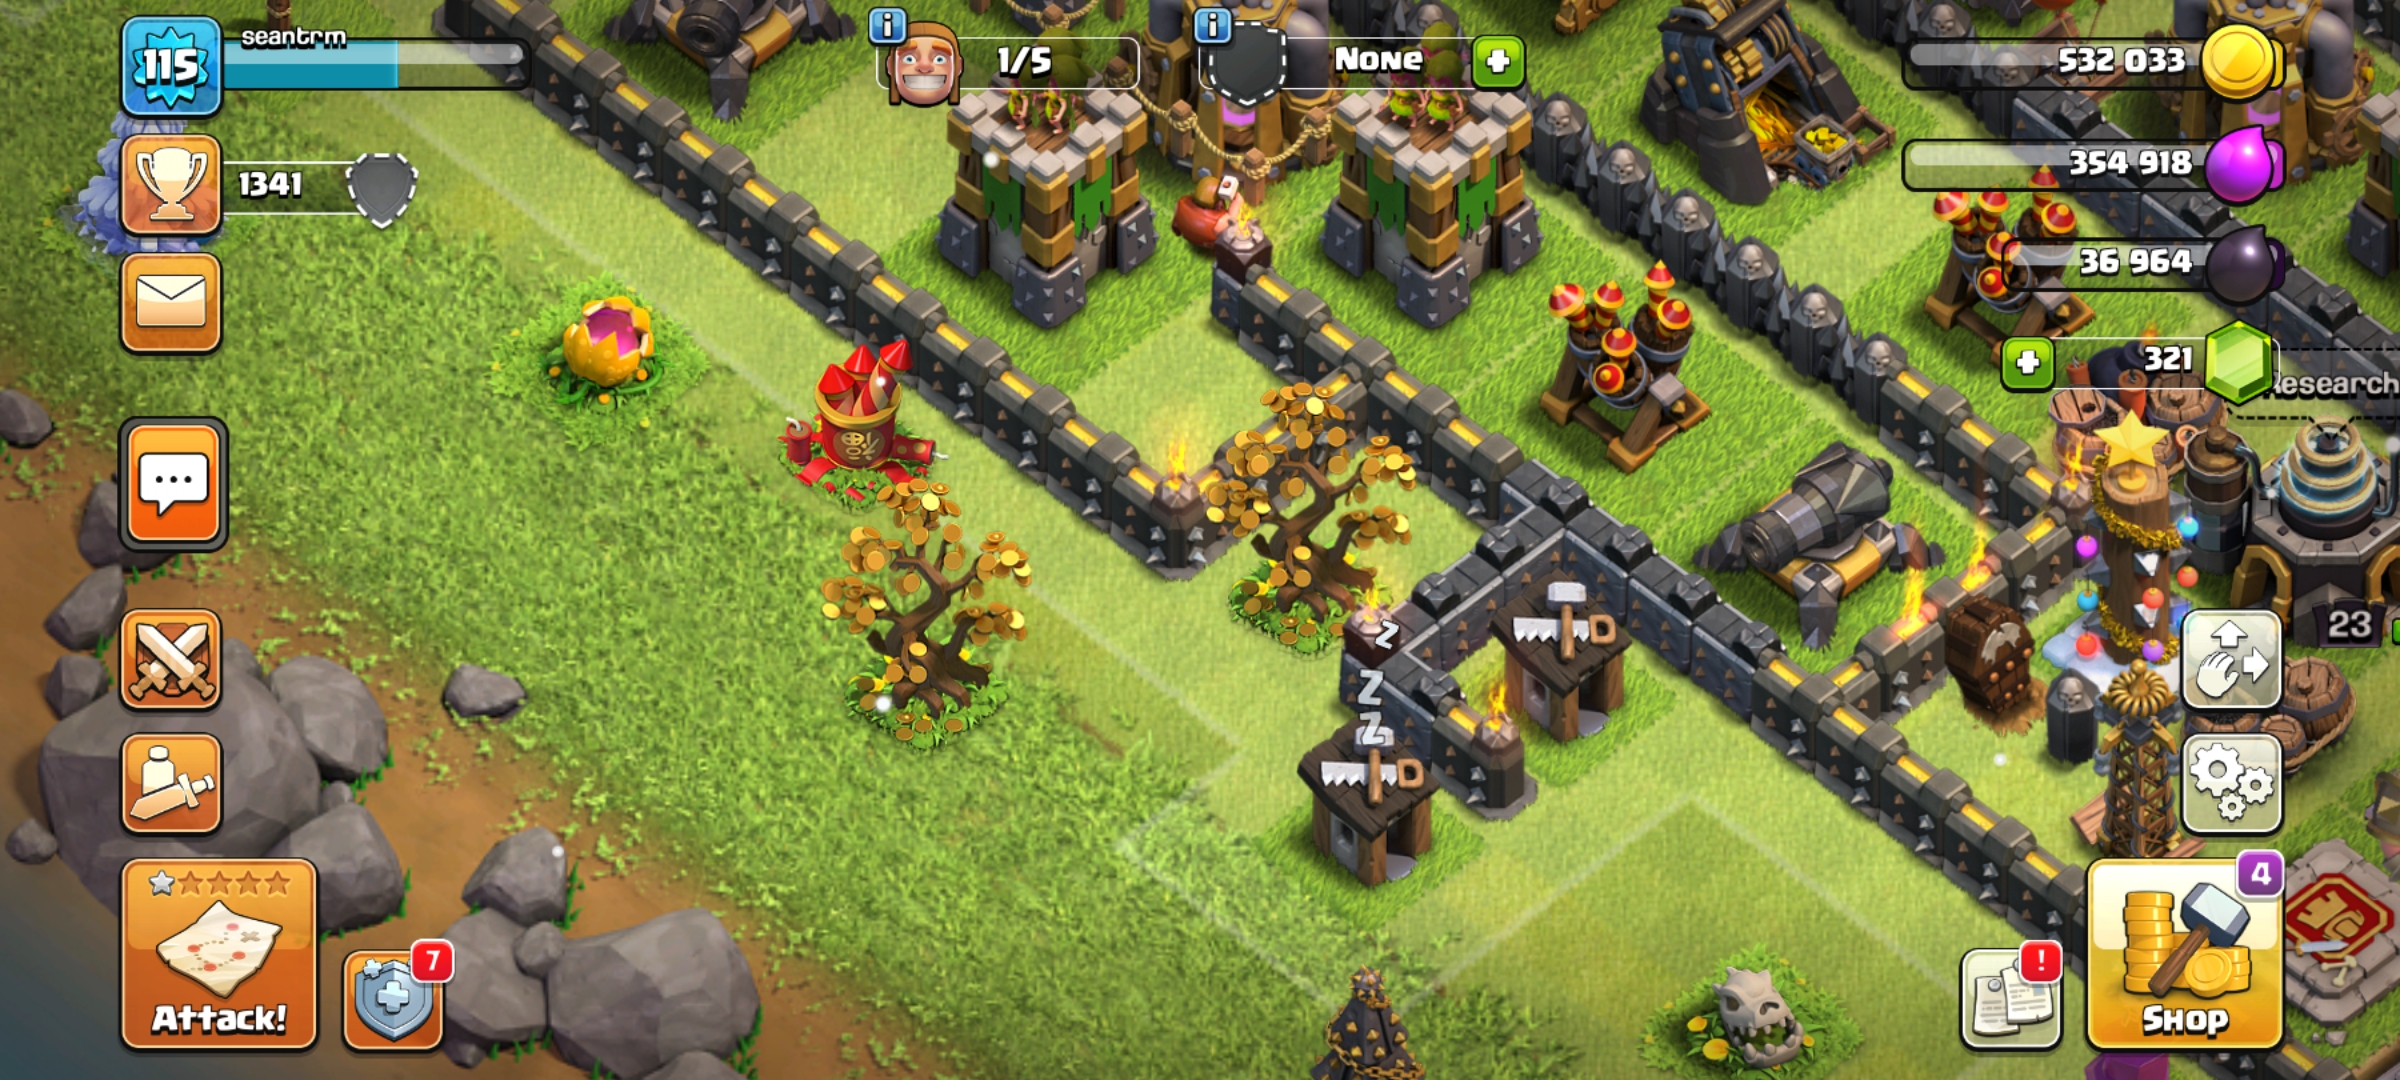 115
seantrm
1/5
None
532 033
1341
354 918
36 964
321
Research
Z
Z
Z
23
4
7
Attack!
!
Shop